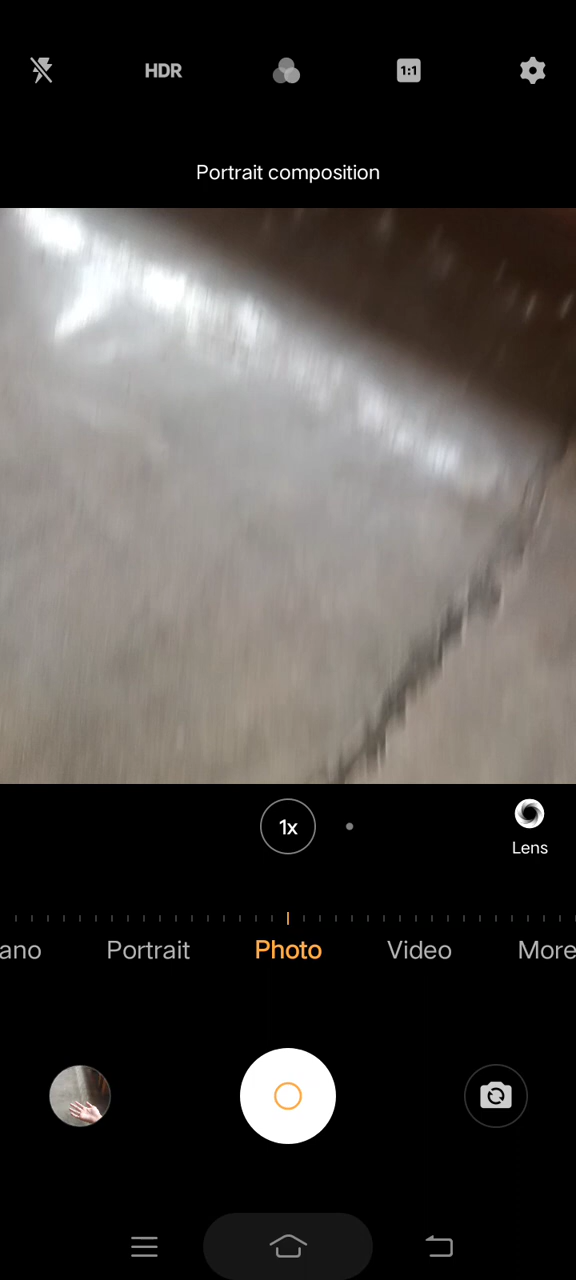 HDR
1:1
Portrait composition
1x
Lens
ano Portrait Photo Video More